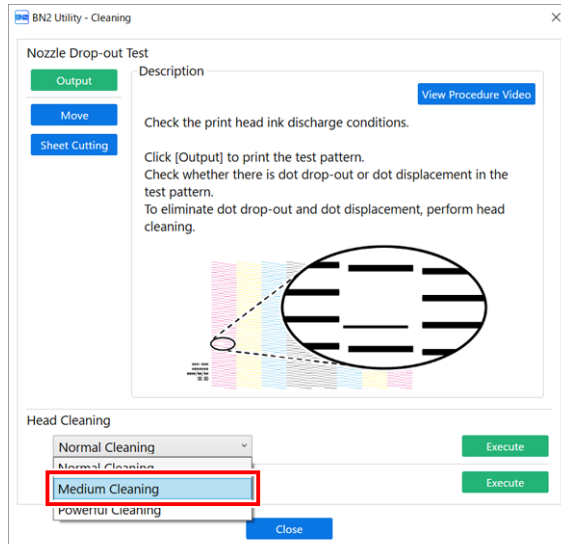 BN2 Utility - Cleaning
Nozzle Drop-out Test
Output
Move
Sheet Cutting
Description
View Procedure Video
Check the print head ink discharge conditions.
Click [Output] to print the test pattern.
Check whether there is dot drop-out or dot displacement in the
test pattern.
To eliminate dot drop-out and dot displacement, perform head
cleaning.
Head Cleaning
Normal Cleaning
Execute
Normal Cleaning
Medium Cleaning
Execute
Powerful Cleaning
Close